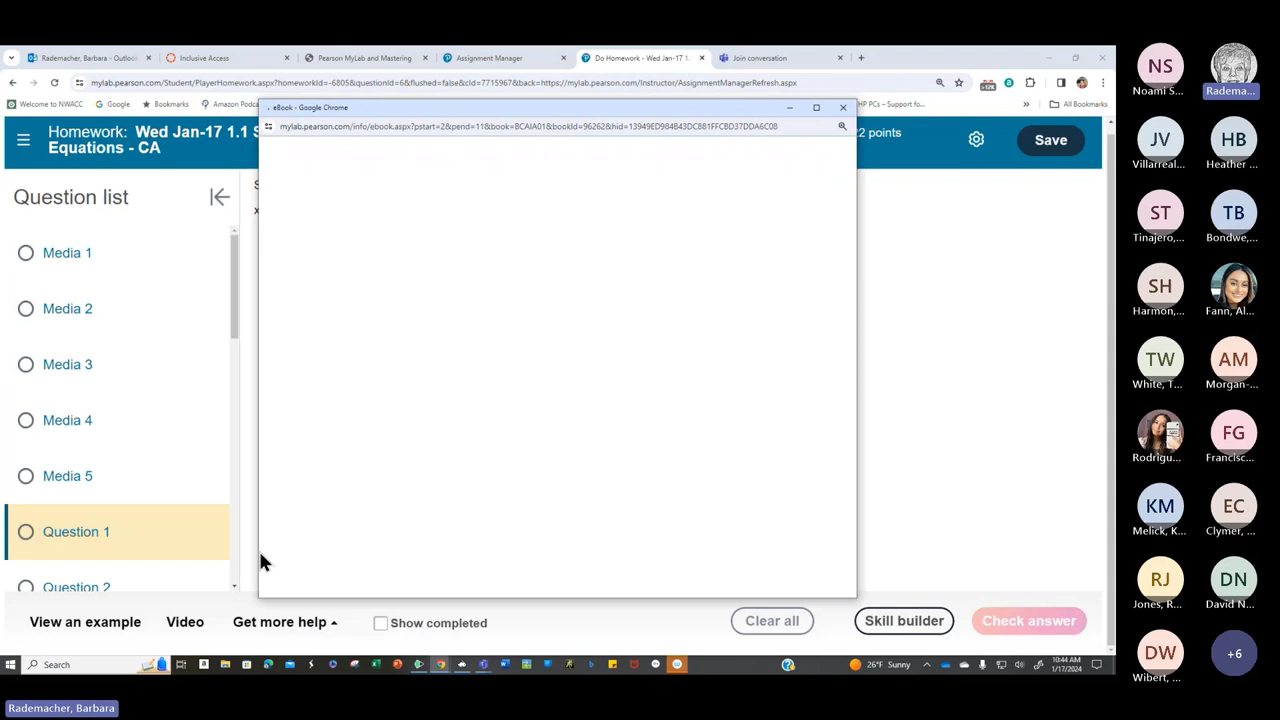 Rademacher, Barbara - Outlook
Inclusive Access
Pearson MyLab and Mastering
Assignment Manager
Do Homework - Wed Jan-17 1.
Join conversation
mylab.pearson.com/Student/PlayerHomework.aspx?homeworkId=-6805&questionId=6&flushed=false&cId=7715967&back=https://mylab.pearson.com/Instructor/AssignmentManagerRefresh.aspx
>12K
Welcome to NWACC
Google
Bookmarks
Amazon Podca
HP PCs – Support fo...
»
All Bookmarks
eBook - Google Chrome
mylab.pearson.com/info/ebook.aspx?pstart=2&pend=11&book=BCAIA01&bookId=96262&hid=13949ED984B43DC881FFCBD37DDA6C08
Homework: Wed Jan-17 1.1 S
Equations - CA
2 points
Save
Question list
S
x
Media 1
Media 2
Media 3
Media 4
Media 5
Question 1
Question 2
View an example
Video
Get more help
Show completed
Clear all
Skill builder
Check answer
Search
26°F Sunny
10:44 AM
1/17/2024
Rademacher, Barbara
NS
Noami S...
Radema...
JV
Villarreal...
HB
Heather ...
ST
Tinajero,...
TB
Bondwe,...
SH
Harmon,...
Fann, Al...
TW
White, T...
AM
Morgan-...
Rodrigu...
FG
Francisc...
KM
Melick, K...
EC
Clymer, ...
RJ
Jones, R...
DN
David N...
DW
Wibert, ...
+6